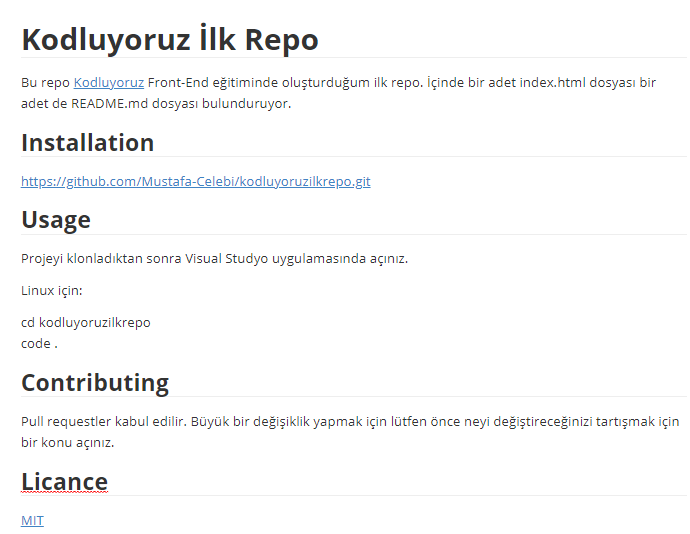 Kodluyoruz İlk Repo
Bu repo Kodluyoruz Front-End eğitiminde oluşturduğum ilk repo. İçinde bir adet index.html dosyası bir
adet de README.md dosyası bulunduruyor.
Installation
https://github.com/Mustafa-Celebi/kodluyoruzilkrepo.git
Usage
Projeyi klonladıktan sonra Visual Studyo uygulamasında açınız.
Linux için:
cd kodluyoruzilkrepo
code .
Contributing
Pull requestler kabul edilir. Büyük bir değişiklik yapmak için lütfen önce neyi değiştireceğinizi tartışmak için
bir konu açınız.
Licance
MIT